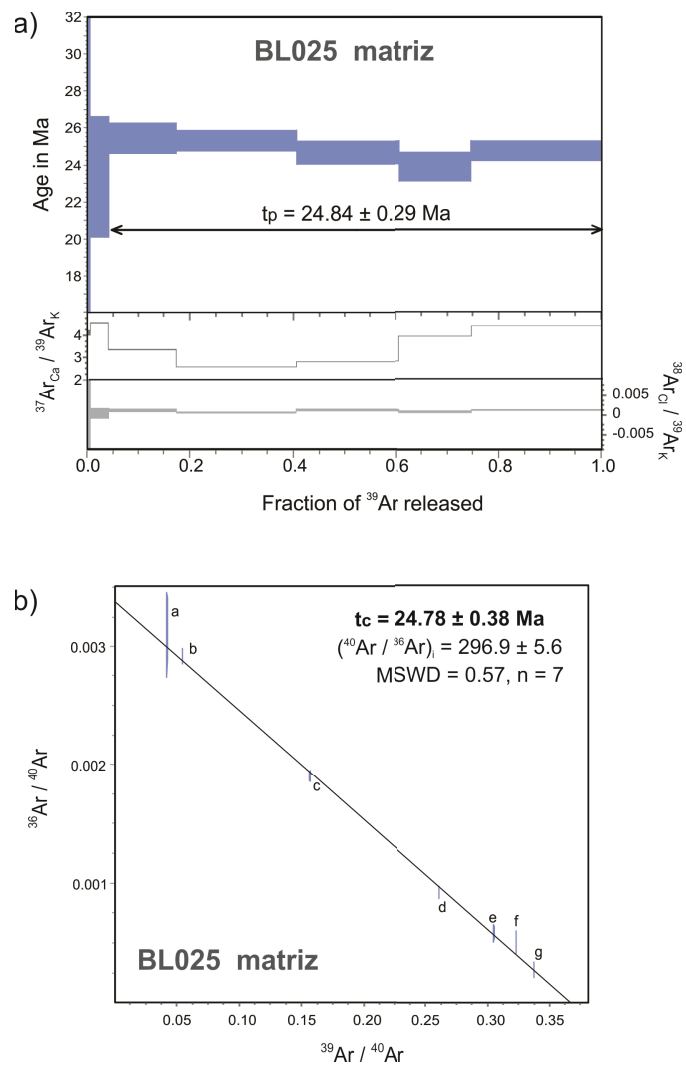 a)
BL025 matriz
32
30
28
26
24
22
20
18
Age in Ma
tp = 24.84 ± 0.29 Ma
4
3
2
³⁷Ar_Ca / ³⁹Ar_K
0.005
0
-0.005
³⁸Ar_Cl / ³⁹Ar_K
0.0 0.2 0.4 0.6 0.8 1.0
Fraction of ³⁹Ar released
b)
tc = 24.78 ± 0.38 Ma
(⁴⁰Ar / ³⁶Ar)ᵢ = 296.9 ± 5.6
MSWD = 0.57, n = 7
a
b
c
d
e
f
g
0.003
0.002
0.001
³⁶Ar / ⁴⁰Ar
BL025 matriz
0.05 0.10 0.15 0.20 0.25 0.30 0.35
³⁹Ar / ⁴⁰Ar